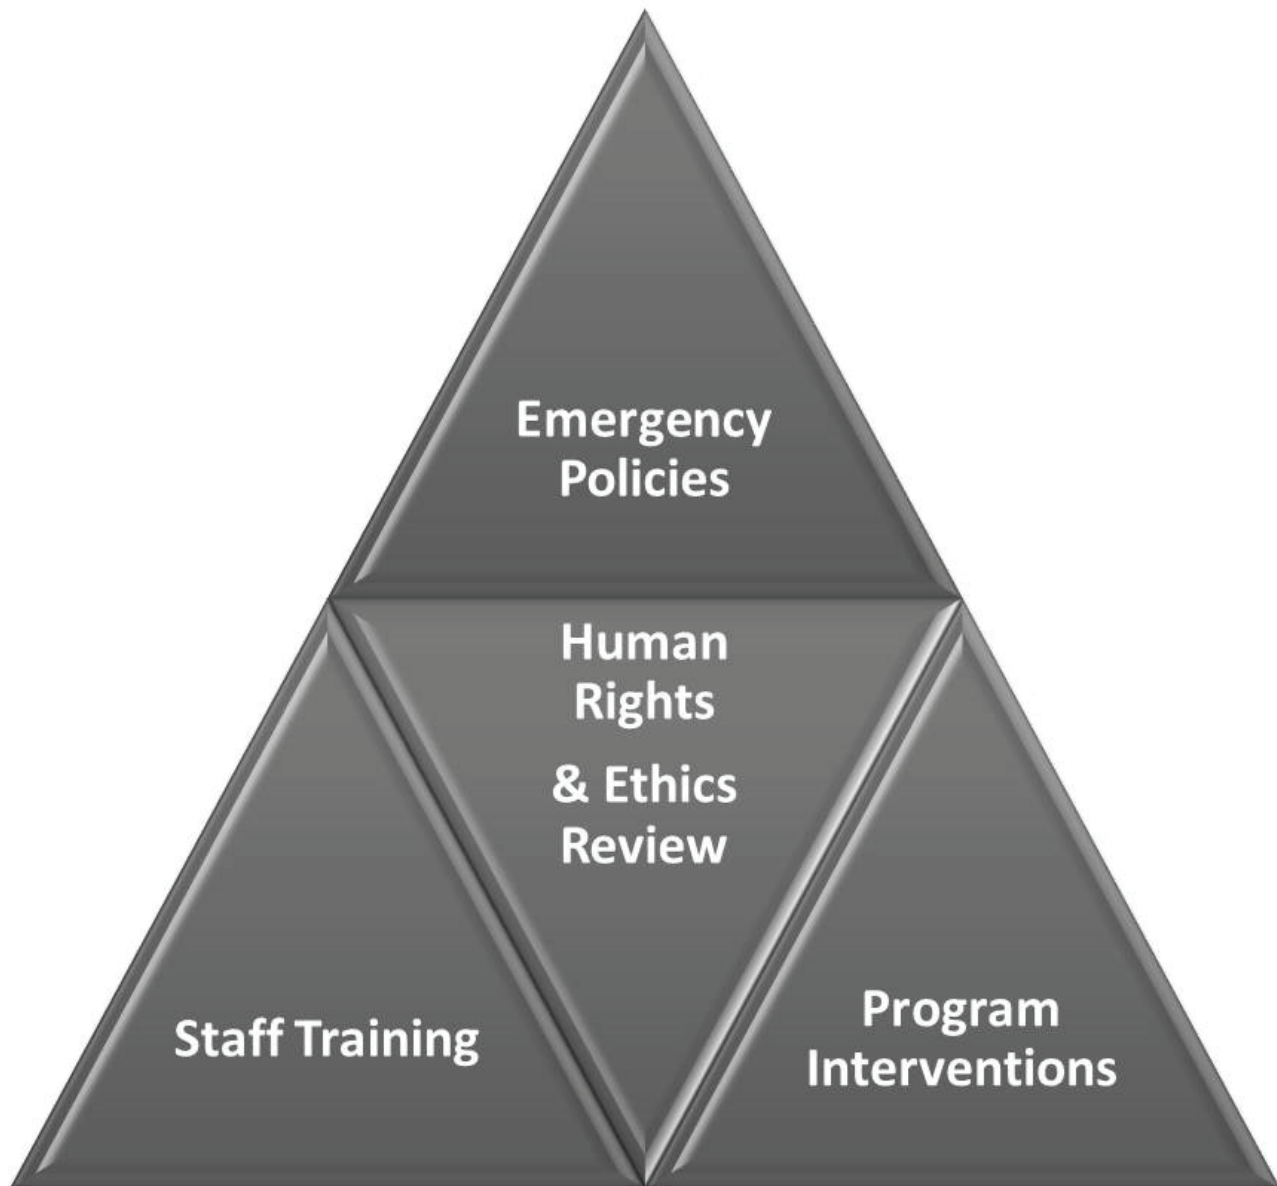 Emergency
Policies
Human
Rights
& Ethics
Review
Staff Training
Program
Interventions